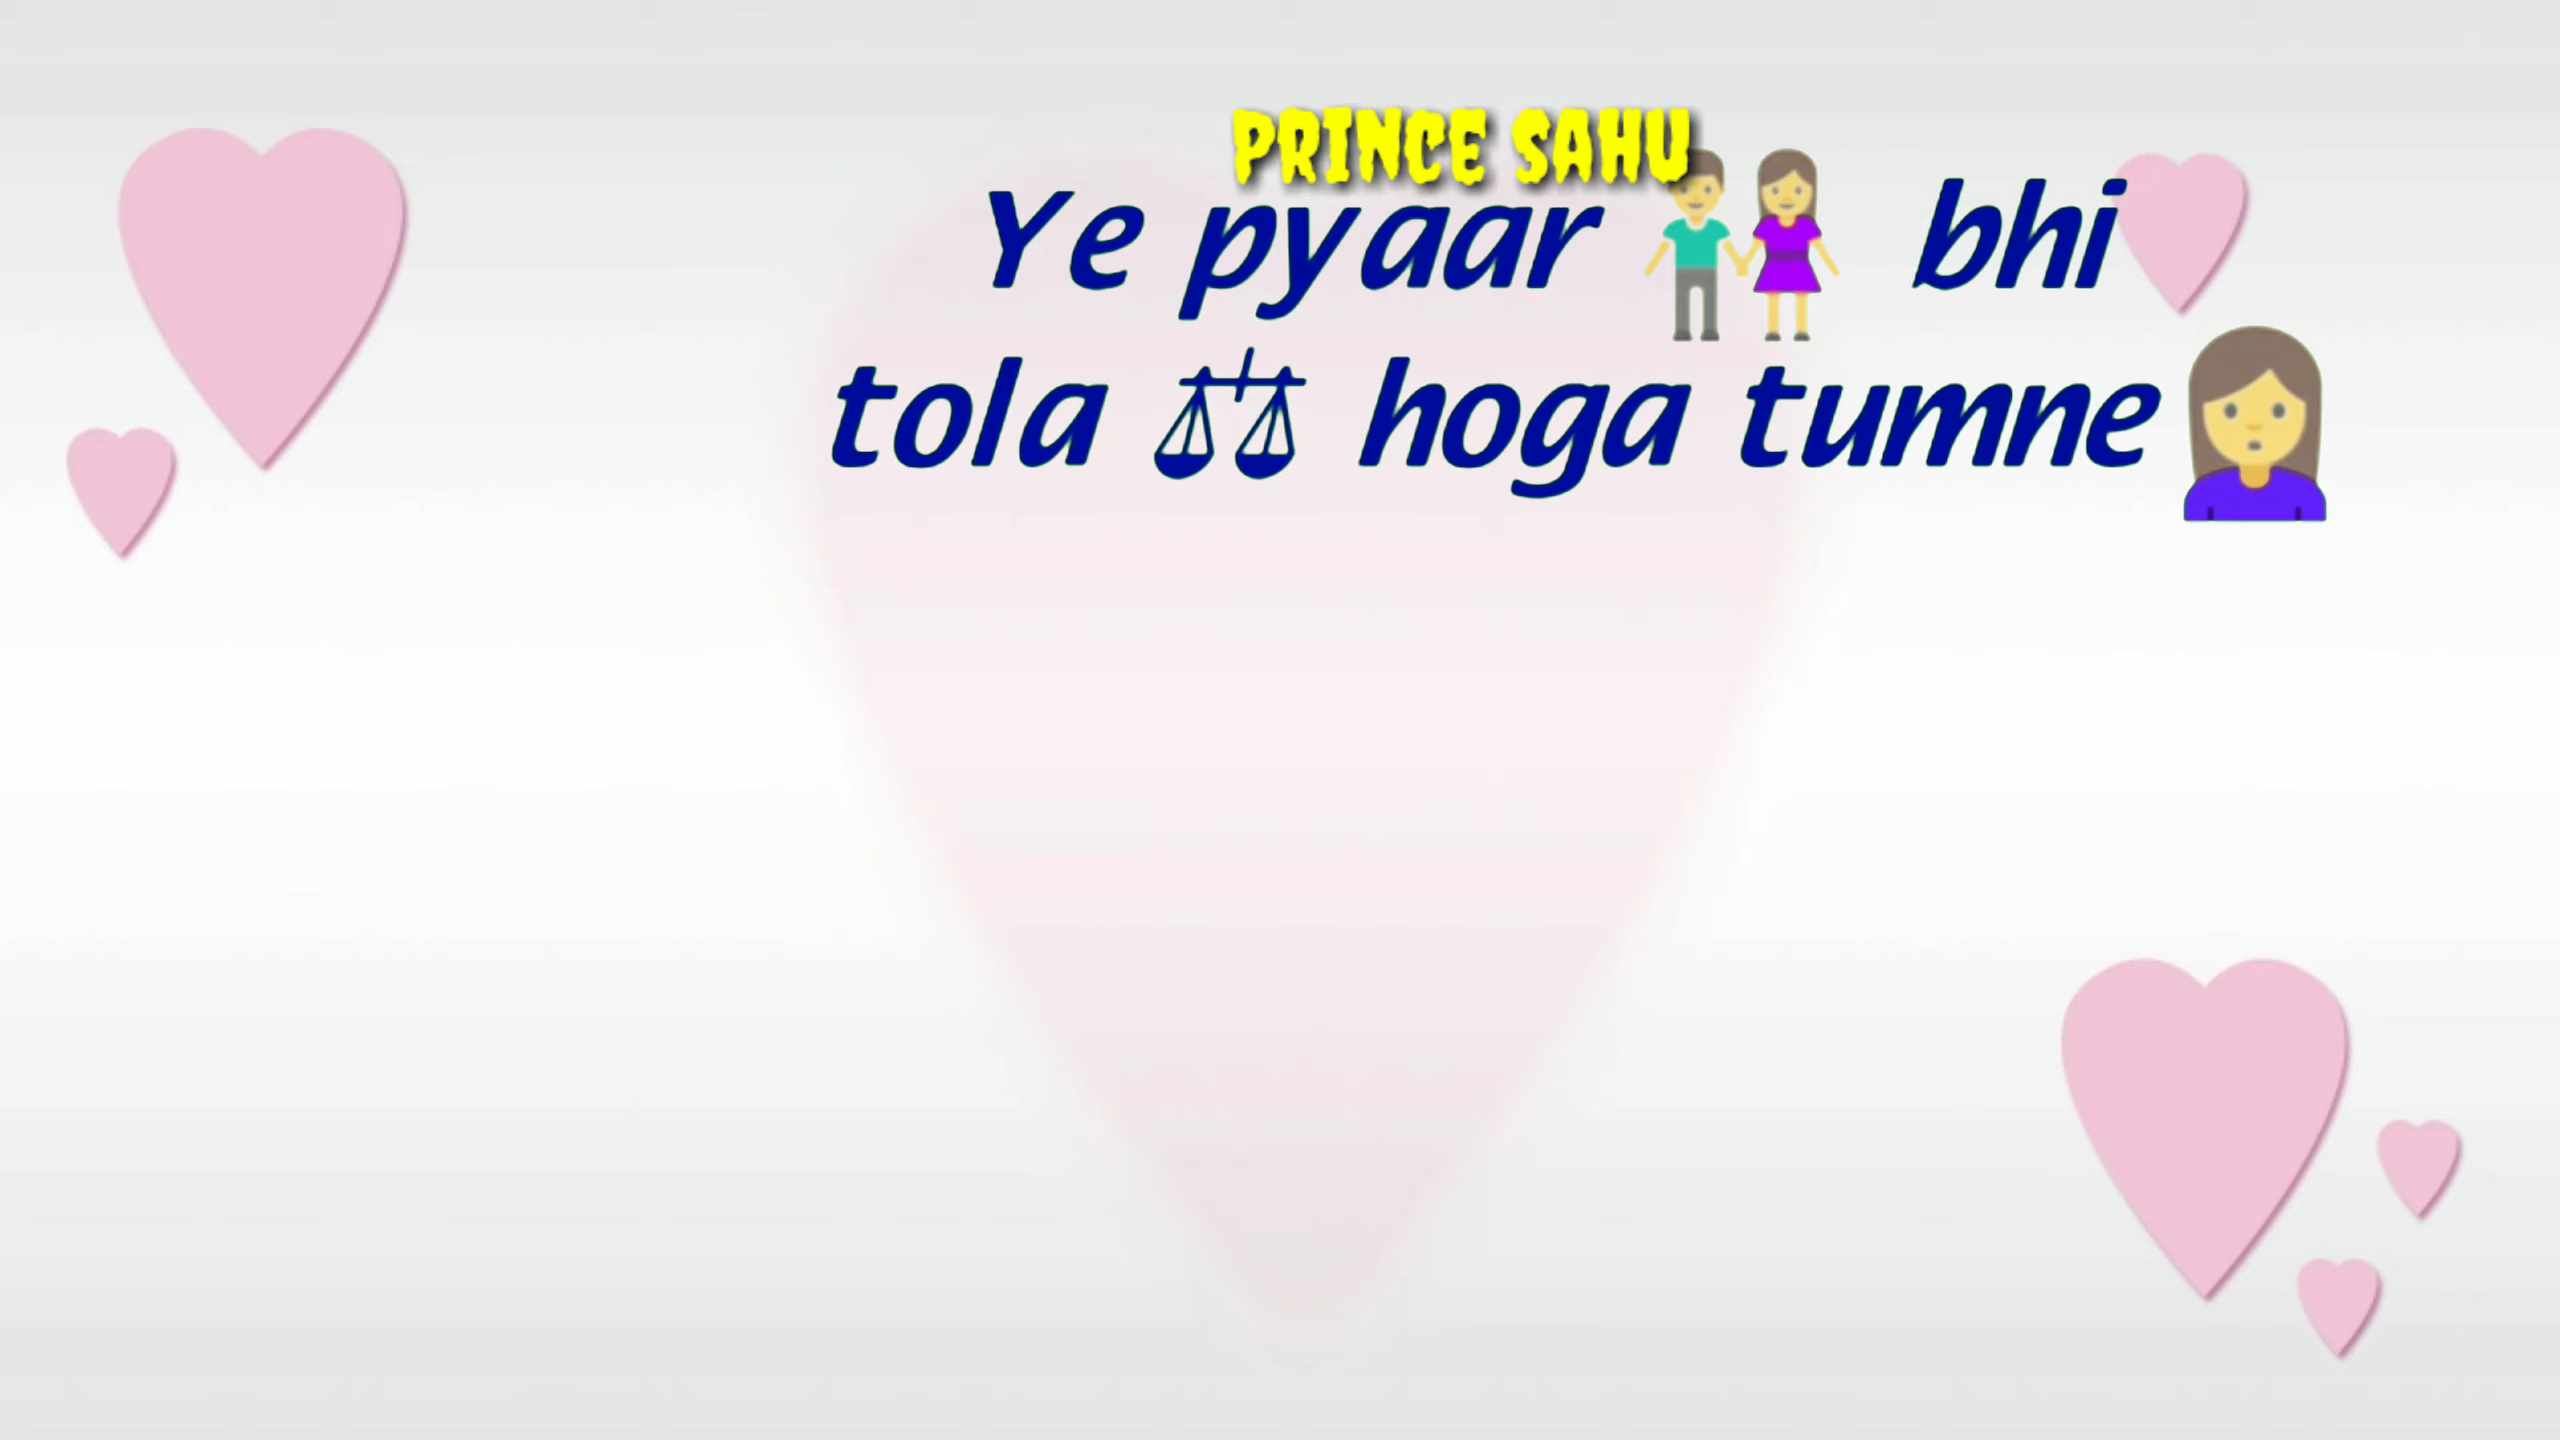 PRINCE SAHU
Ye pyaar 👫 bhi
tola ⚖ hoga tumne 🙎